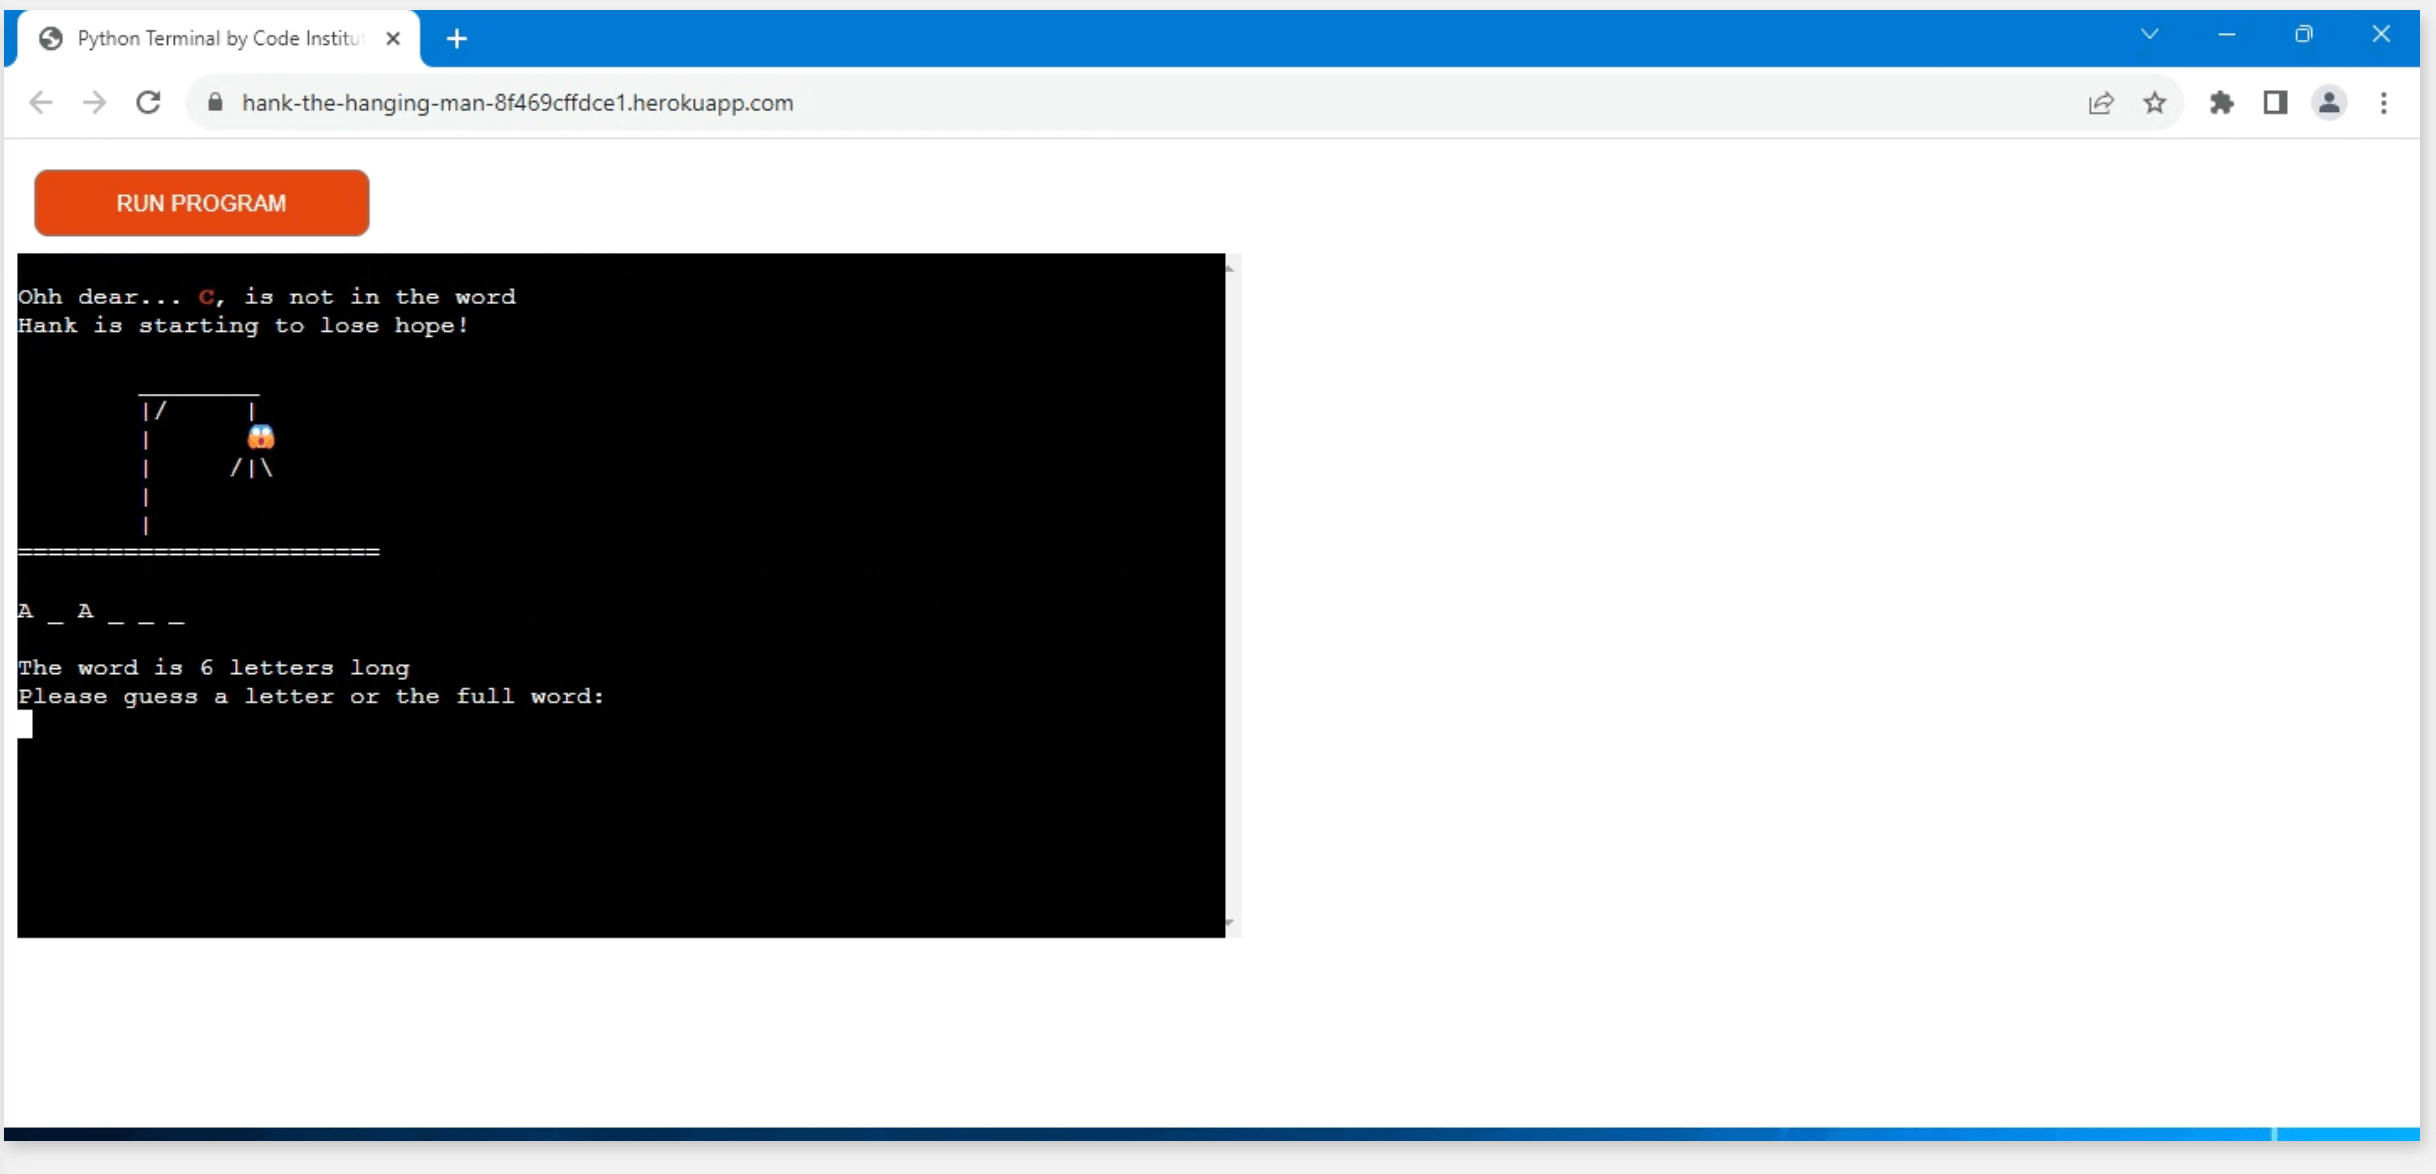 Python Terminal by Code Institu
hank-the-hanging-man-8f469cffdce1.herokuapp.com
RUN PROGRAM
Ohh dear... C, is not in the word
Hank is starting to lose hope!
A _ A _ _ _
The word is 6 letters long
Please guess a letter or the full word: